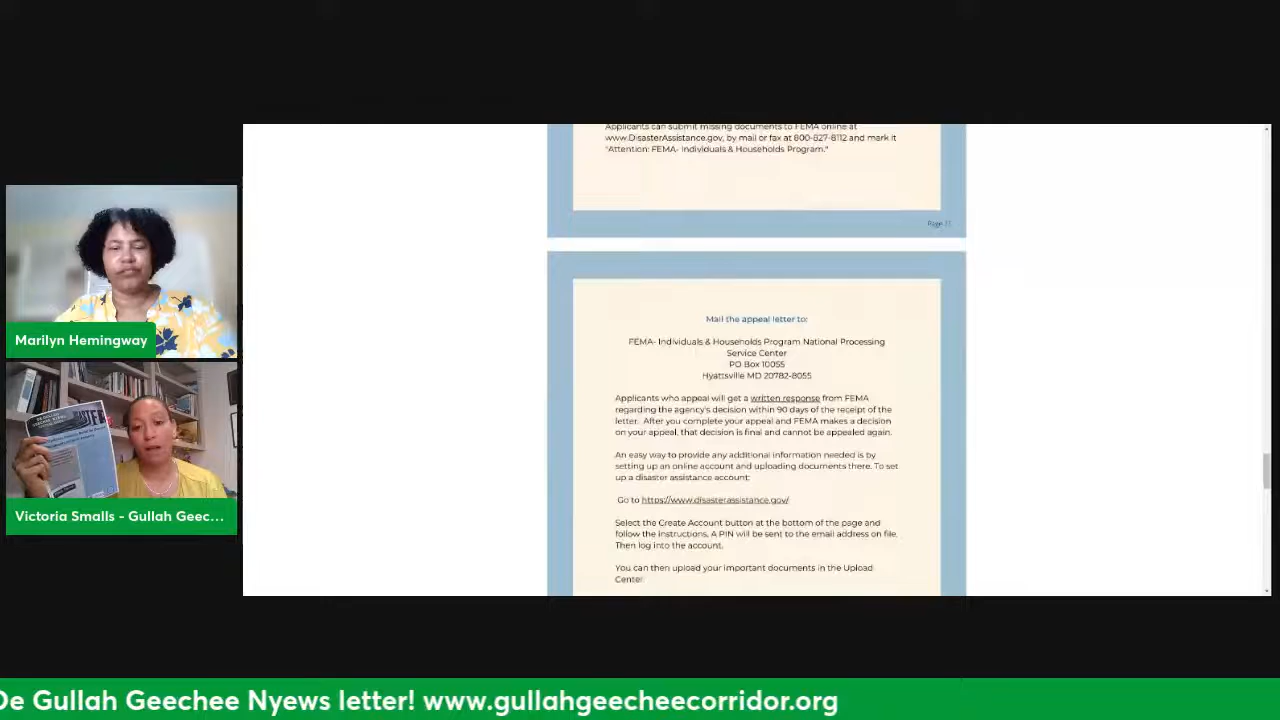 Applicants can submit missing documents to FEMA online at
www.DisasterAssistance.gov, by mail or fax at 800-827-8112 and mark it
"Attention: FEMA- Individuals & Households Program."
Page 11
Mail the appeal letter to:
FEMA- Individuals & Households Program National Processing
Service Center
PO Box 10055
Hyattsville MD 20782-8055
Applicants who appeal will get a written response from FEMA
regarding the agency's decision within 90 days of the receipt of the
letter. After you complete your appeal and FEMA makes a decision
on your appeal, that decision is final and cannot be appealed again.
An easy way to provide any additional information needed is by
setting up an online account and uploading documents there. To set
up a disaster assistance account:
Go to https://www.disasterassistance.gov/
Select the Create Account button at the bottom of the page and
follow the instructions. A PIN will be sent to the email address on file.
Then log into the account.
You can then upload your important documents in the Upload
Center
Marilyn Hemingway
Victoria Smalls - Gullah Geec...
De Gullah Geechee Nyews letter! www.gullahgeecheecorridor.org